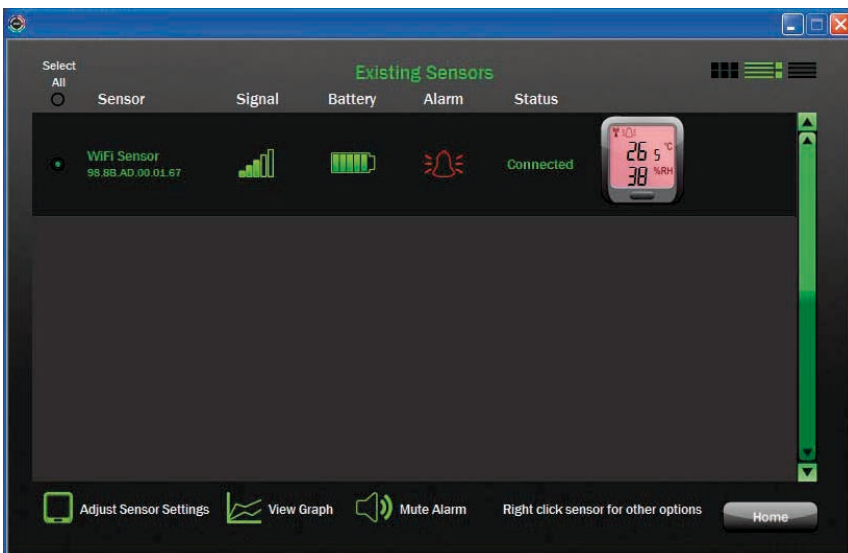 Existing Sensors
Select
All
Sensor Signal Battery Alarm Status
WiFi Sensor
98.8B.AD.00.01.67
Connected
26 5 °C
38 %RH
Adjust Sensor Settings View Graph Mute Alarm Right click sensor for other options Home